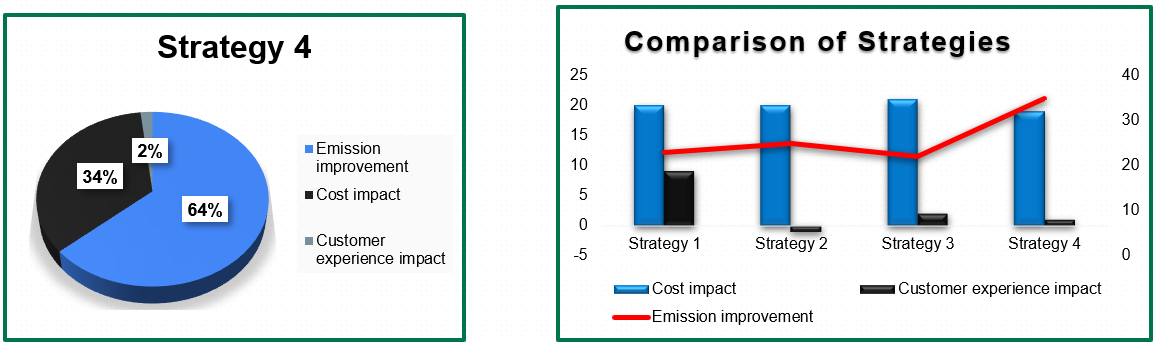 Strategy 4
2%
34%
64%
Emission
improvement
Cost impact
Customer
experience impact
Comparison of Strategies
25
20
15
10
5
0
-5
40
30
20
10
0
Strategy 1
Strategy 2
Strategy 3
Strategy 4
Cost impact
Customer experience impact
Emission improvement